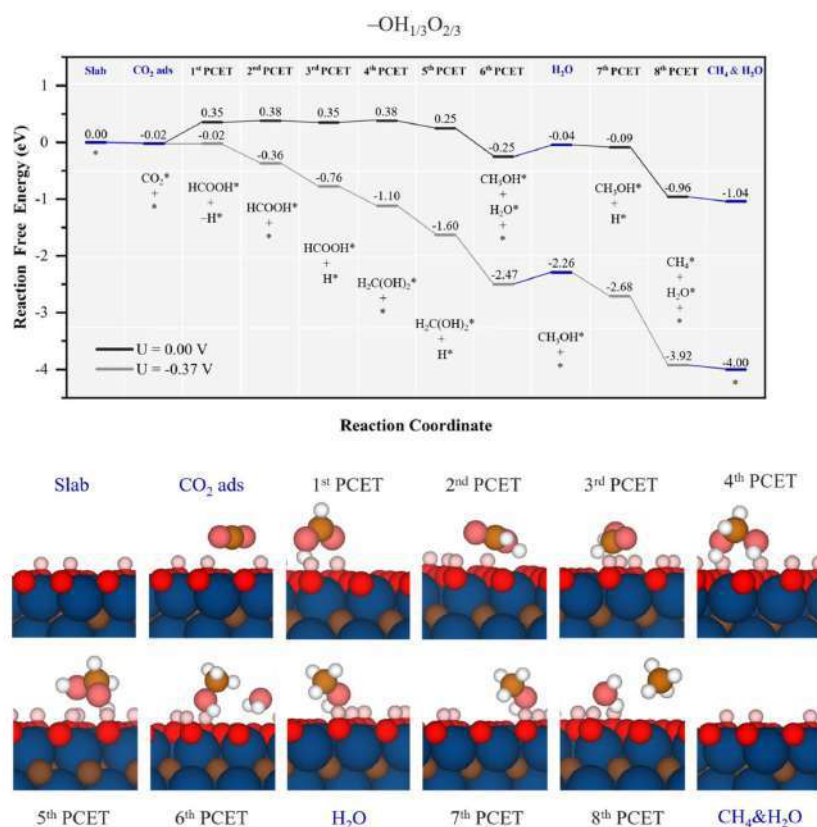 –OH1/3O2/3
Slab CO2 ads 1st PCET 2nd PCET 3rd PCET 4th PCET 5th PCET 6th PCET H2O 7th PCET 8th PCET CH4 & H2O
Reaction Free Energy (eV)
1
0
-1
-2
-3
-4
0.00 -0.02 0.35 0.38 0.35 0.38 0.25 -0.25 -0.04 -0.09 -0.96 -1.04
-0.02 -0.36 -0.76 -1.10 -1.60 -2.47 -2.26 -2.68 -3.92 -4.00
*
CO2*
+
*
HCOOH*
+
–H*
HCOOH*
+
*
HCOOH*
+
H*
H2C(OH)2*
+
*
H2C(OH)2*
+
H*
CH3OH*
+
H2O*
+
*
CH3OH*
+
*
CH3OH*
+
H*
CH4*
+
H2O*
+
*
*
U = 0.00 V
U = -0.37 V
Reaction Coordinate
Slab CO2 ads 1st PCET 2nd PCET 3rd PCET 4th PCET
5th PCET 6th PCET H2O 7th PCET 8th PCET CH4&H2O